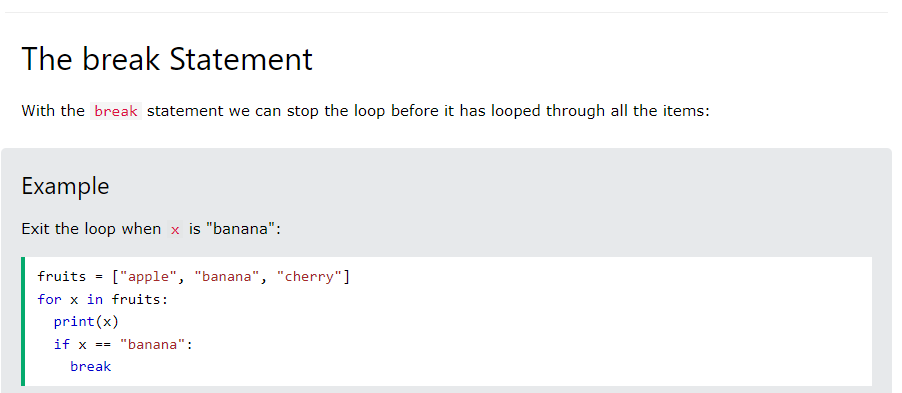 The break Statement
With the break statement we can stop the loop before it has looped through all the items:
Example
Exit the loop when x is "banana":
fruits = ["apple", "banana", "cherry"]
for x in fruits:
  print(x)
  if x == "banana":
    break